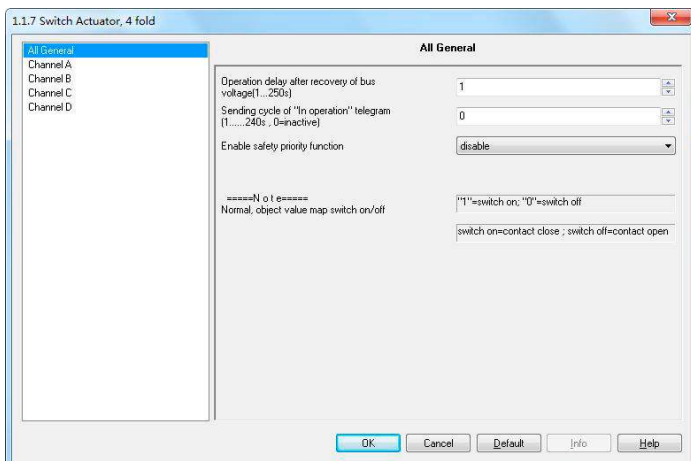 1.1.7 Switch Actuator, 4 fold
All General
Channel A
Channel B
Channel C
Channel D
All General
Operation delay after recovery of bus
voltage(1...250s)
1
Sending cycle of "In operation" telegram
(1......240s , 0=inactive)
0
Enable safety priority function
disable
=====N o t e=====
Normal, object value map switch on/off
"1"=switch on; "0"=switch off
switch on=contact close ; switch off=contact open
OK
Cancel
Default
Info
Help